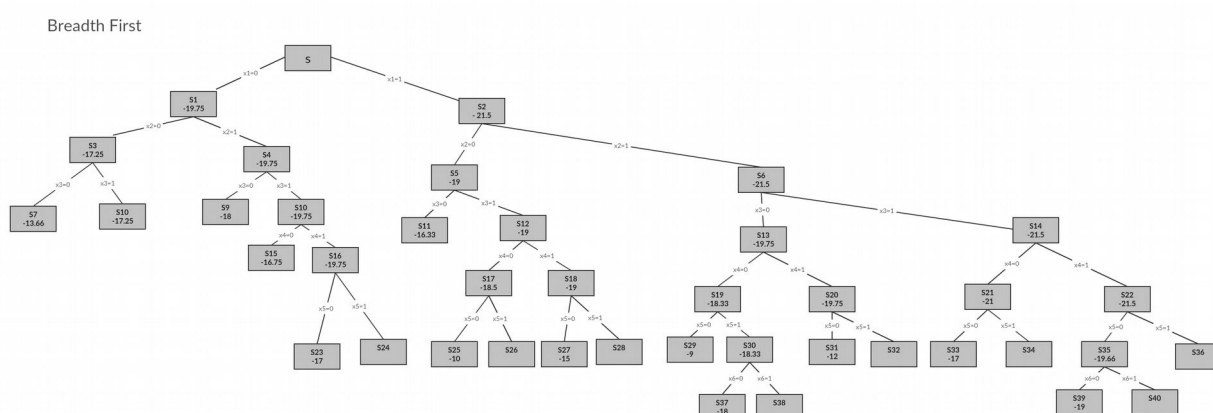 Breadth First
S
x1=0
x1=1
S1
-19.75
S2
- 21.5
x2=0
x2=1
x2=0
x2=1
S3
-17.25
S4
-19.75
S5
-19
S6
-21.5
x3=0
x3=1
x3=0
x3=1
x3=0
x3=1
x3=0
x3=1
S7
-13.66
S10
-17.25
S9
-18
S10
-19.75
S11
-16.33
S12
-19
S13
-19.75
S14
-21.5
x4=0
x4=1
x4=0
x4=1
x4=0
x4=1
x4=0
x4=1
S15
-16.75
S16
-19.75
S17
-18.5
S18
-19
S19
-18.33
S20
-19.75
S21
-21
S22
-21.5
x5=0
x5=1
x5=0
x5=1
x5=0
x5=1
x5=0
x5=1
x5=0
x5=1
x5=0
x5=1
x5=0
x5=1
S23
-17
S24
S25
-10
S26
S27
-15
S28
S29
-9
S30
-18.33
S31
-12
S32
S33
-17
S34
S35
-19.66
S36
x6=0
x6=1
x6=0
x6=1
S37
-18
S38
S39
-19
S40